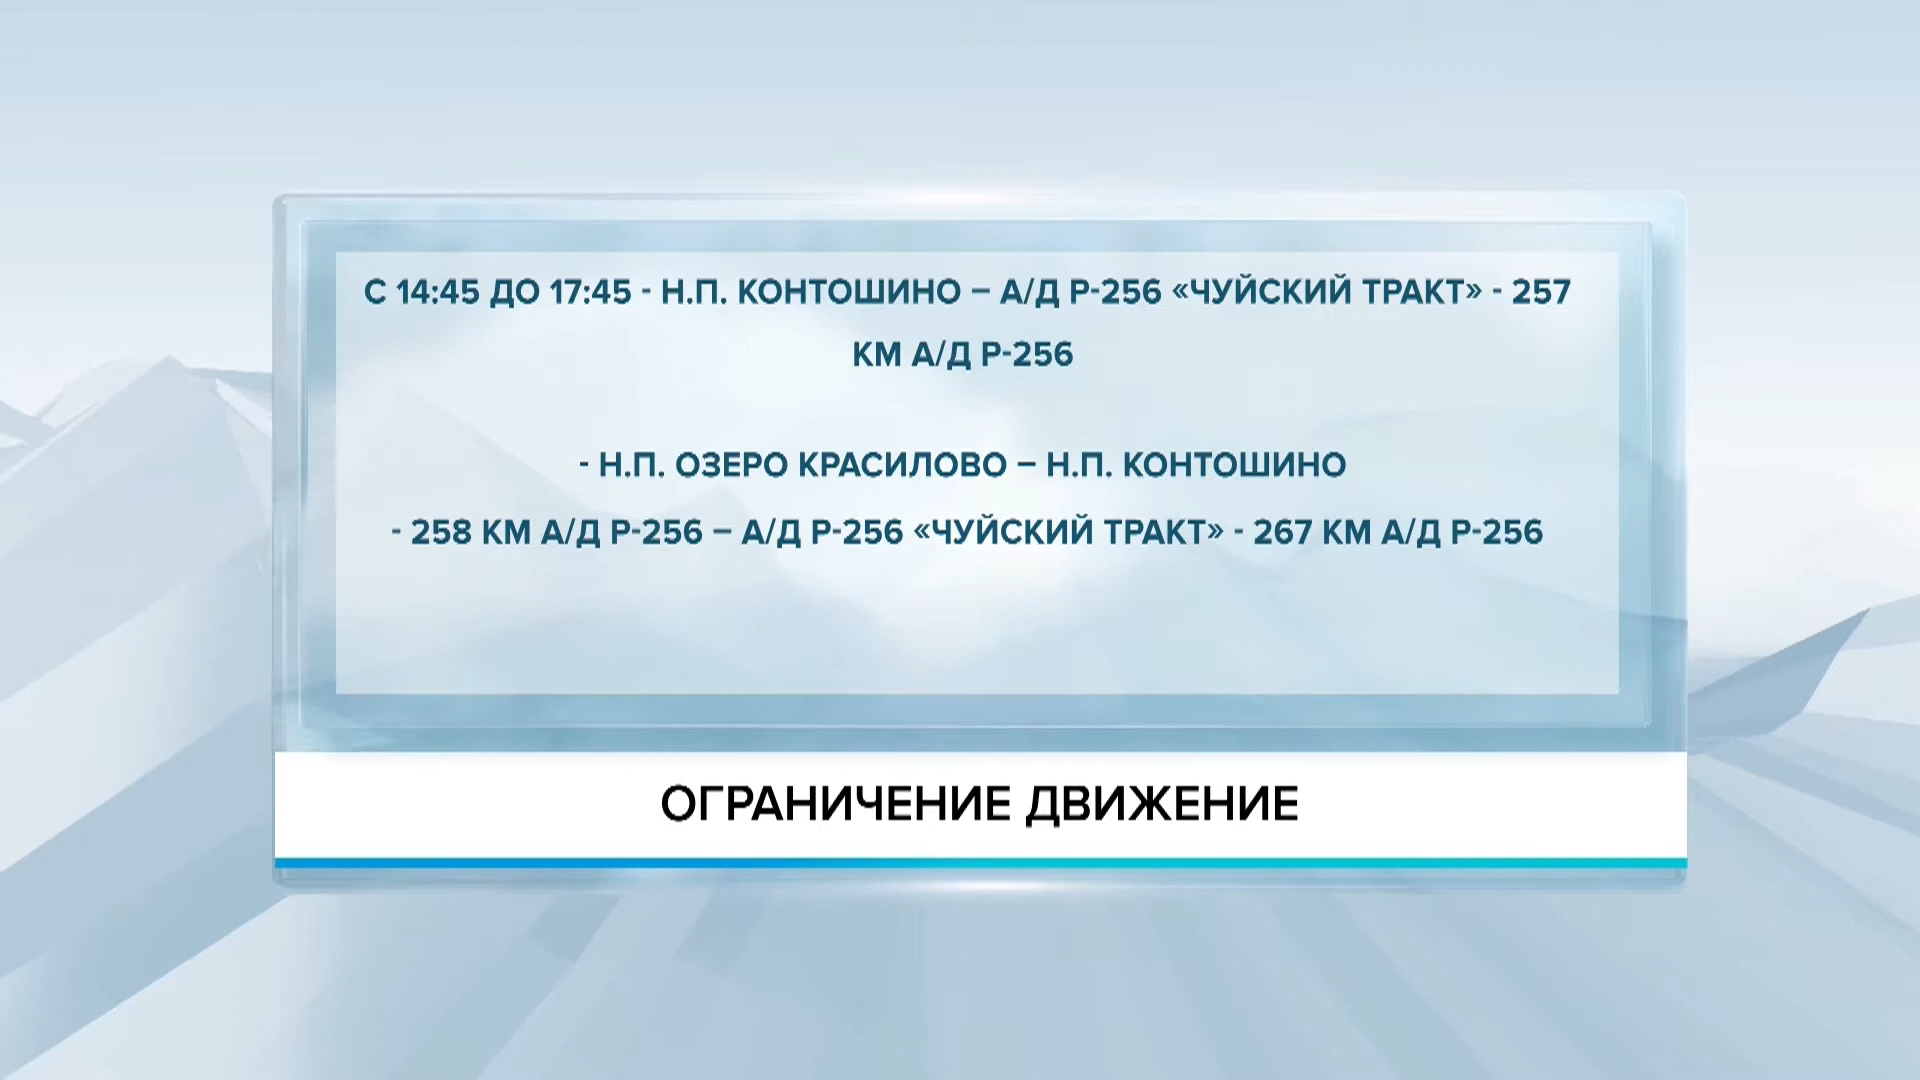 С 14:45 ДО 17:45 - Н.П. КОНТОШИНО – А/Д Р-256 «ЧУЙСКИЙ ТРАКТ» - 257
КМ А/Д Р-256
- Н.П. ОЗЕРО КРАСИЛОВО – Н.П. КОНТОШИНО
- 258 КМ А/Д Р-256 – А/Д Р-256 «ЧУЙСКИЙ ТРАКТ» - 267 КМ А/Д Р-256
ОГРАНИЧЕНИЕ ДВИЖЕНИЕ